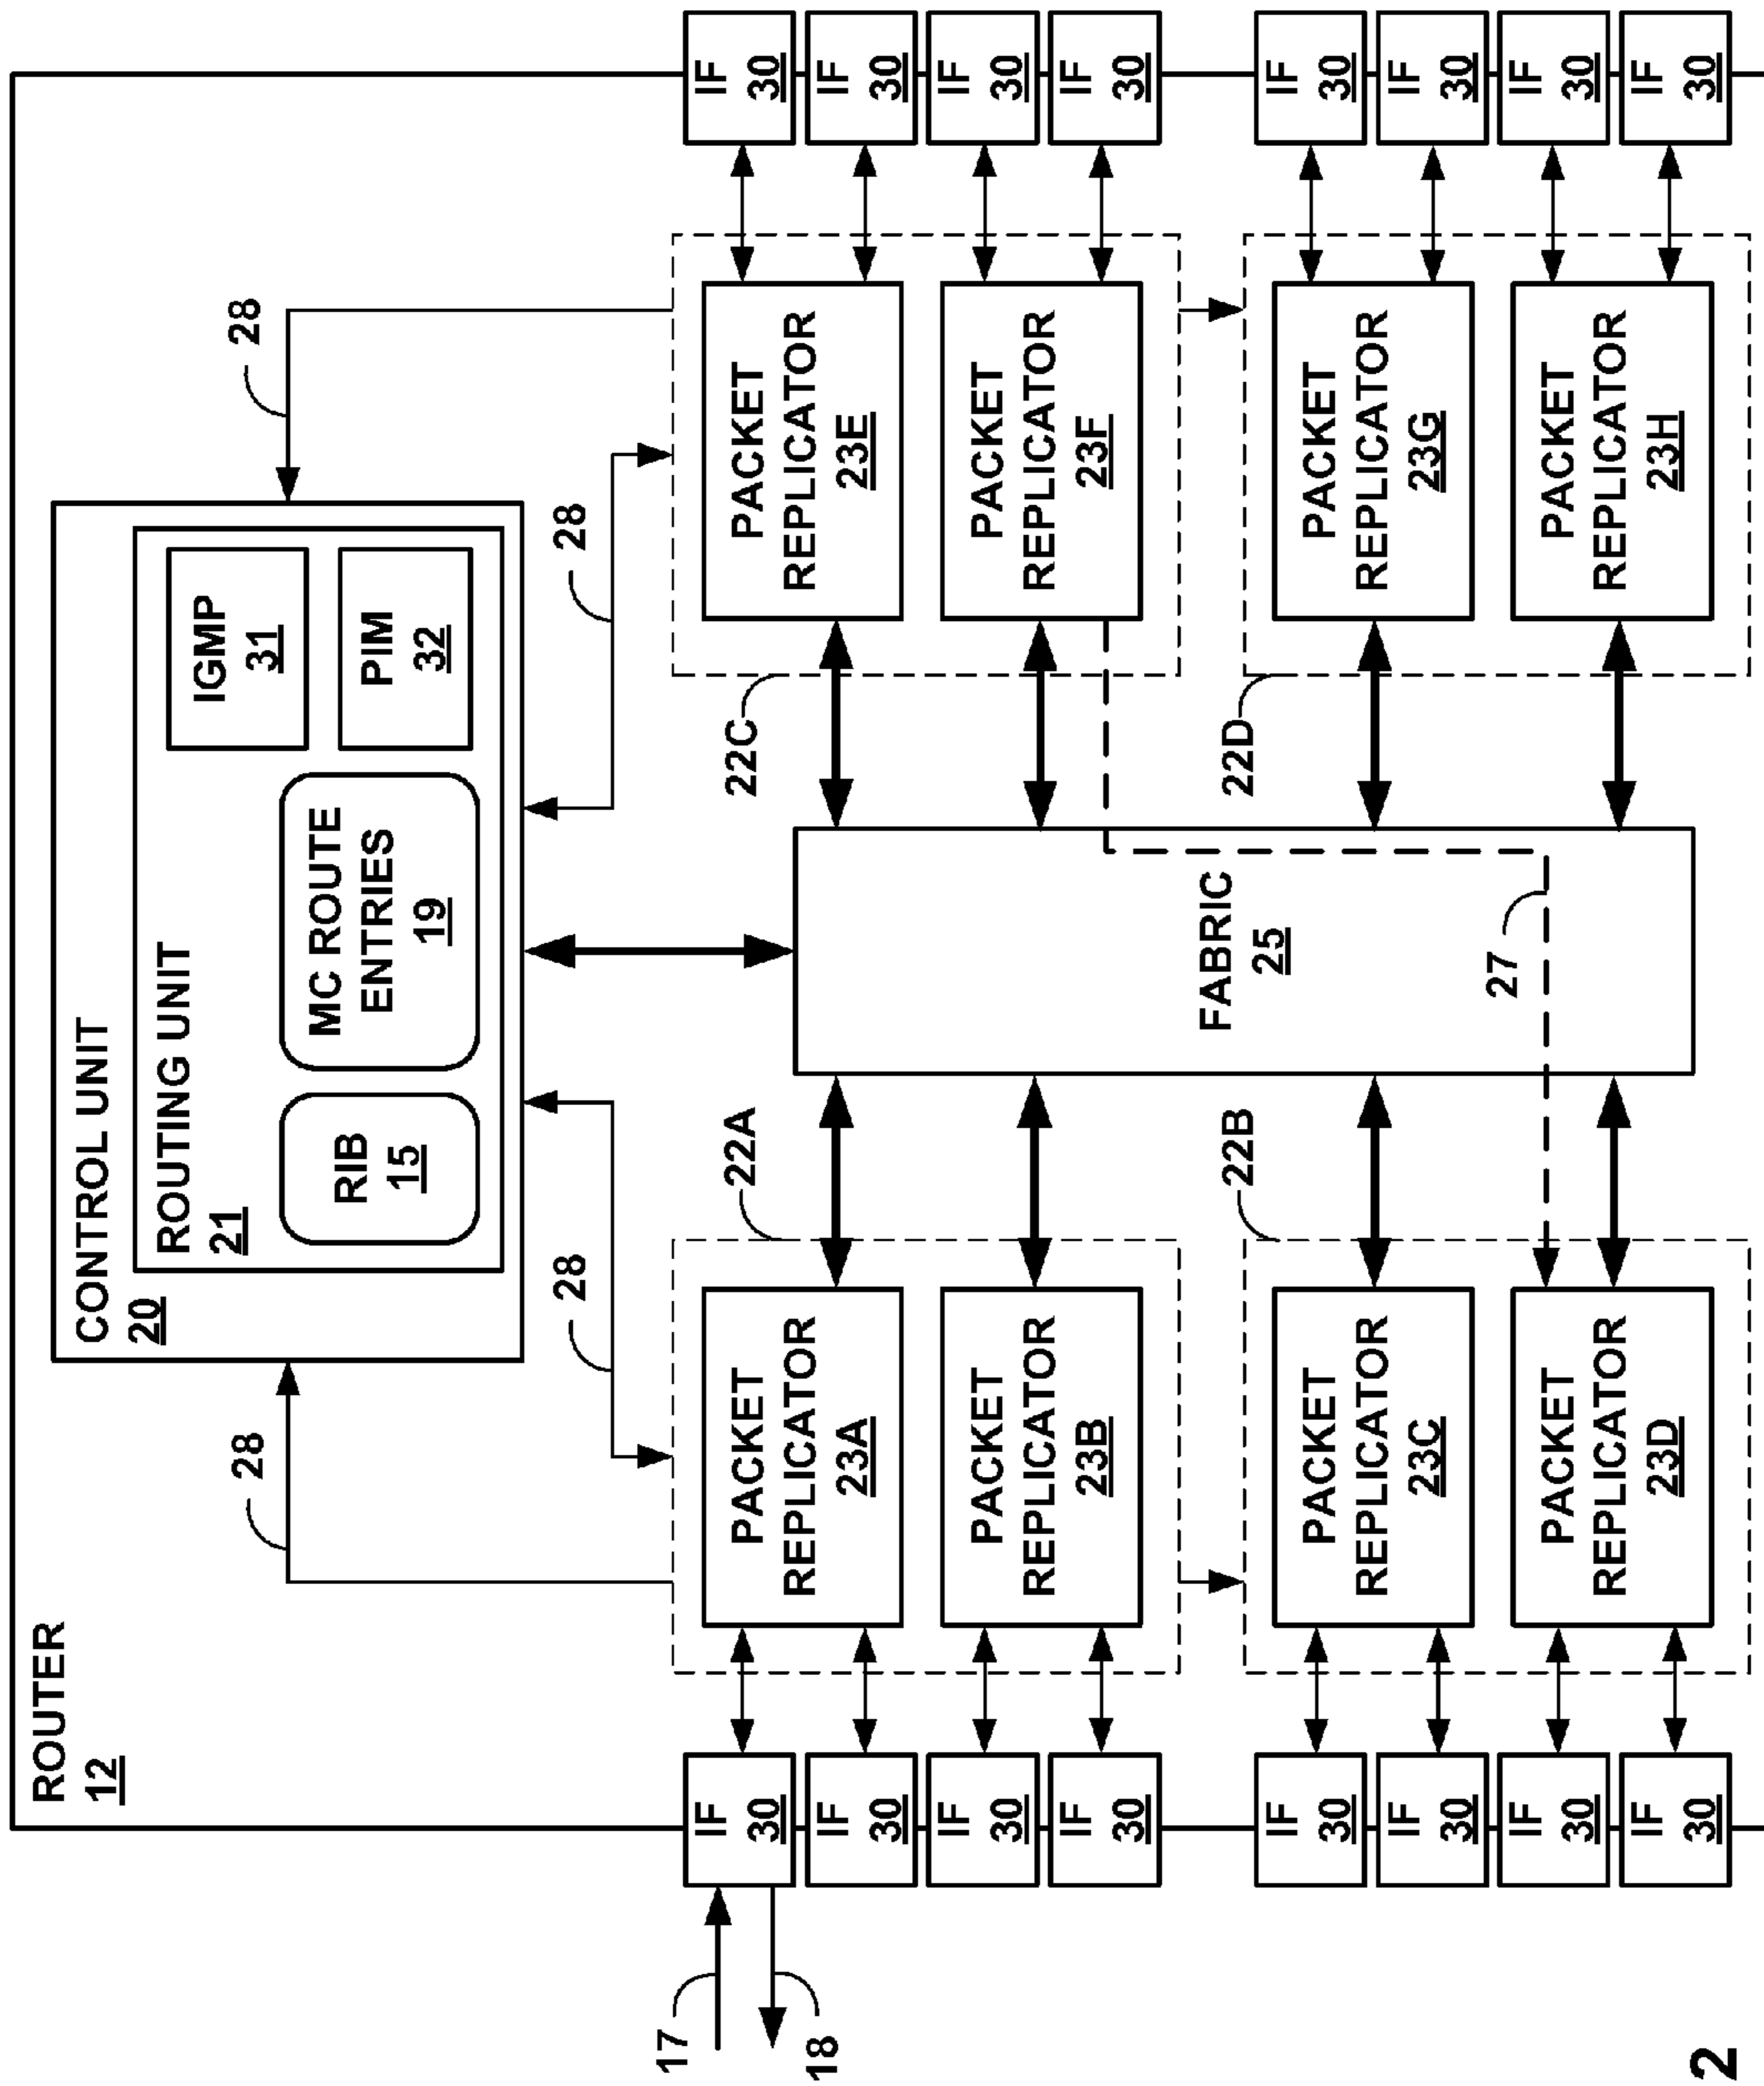 ROUTER
12
CONTROL UNIT
20
ROUTING UNIT
21
RIB
15
MC ROUTE
ENTRIES
19
IGMP
31
PIM
32
28
28
28
28
17
18
IF
30
IF
30
IF
30
IF
30
IF
30
IF
30
IF
30
IF
30
22A
PACKET
REPLICATOR
23A
PACKET
REPLICATOR
23B
22B
PACKET
REPLICATOR
23C
PACKET
REPLICATOR
23D
FABRIC
25
27
22C
PACKET
REPLICATOR
23E
PACKET
REPLICATOR
23F
22D
PACKET
REPLICATOR
23G
PACKET
REPLICATOR
23H
IF
30
IF
30
IF
30
IF
30
IF
30
IF
30
IF
30
IF
30
2